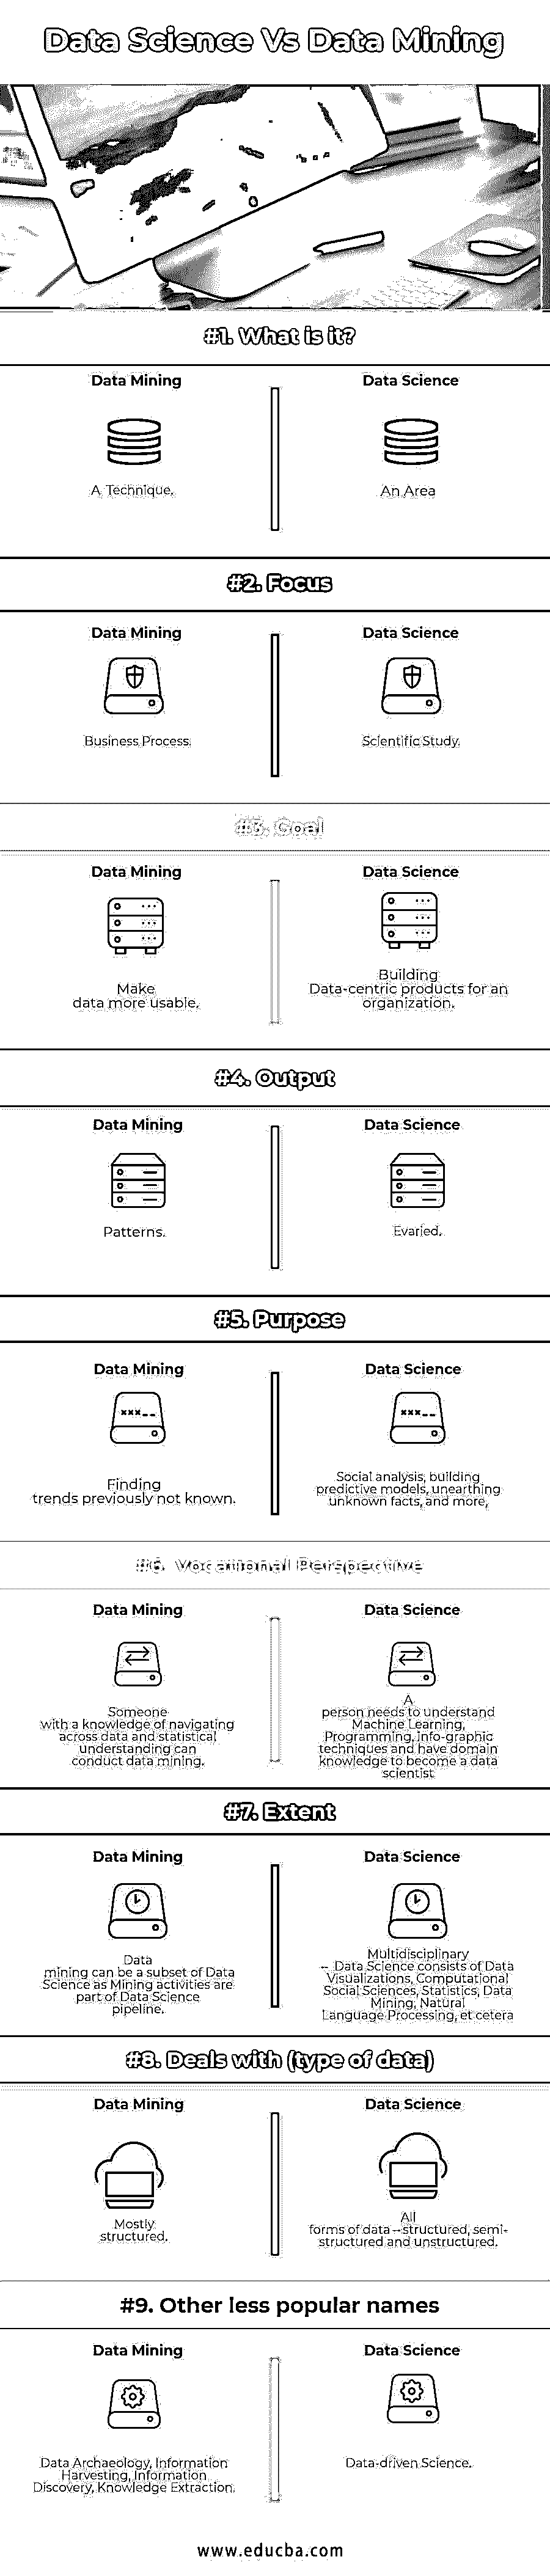 Data Science Vs Data Mining
#1. What is it?
Data Mining
Data Science
A Technique.
An Area
#2. Focus
Data Mining
Data Science
Business Process.
Scientific Study.
#3. Goal
Data Mining
Data Science
Make
data more usable.
Building
Data-centric products for an
organization.
#4. Output
Data Mining
Data Science
Patterns.
Evaried.
#5. Purpose
Data Mining
Data Science
Finding
trends previously not known.
Social analysis, building
predictive models, unearthing
unknown facts, and more,
#6. Vocational Perspective
Data Mining
Data Science
Someone
with a knowledge of navigating
across data and statistical
understanding can
conduct data mining.
A
person needs to understand
Machine Learning,
Programming, info-graphic
techniques and have domain
knowledge to become a data
scientist
#7. Extent
Data Mining
Data Science
Data
mining can be a subset of Data
Science as Mining activities are
part of Data Science
pipeline.
Multidisciplinary
– Data Science consists of Data
Visualizations, Computational
Social Sciences, Statistics, Data
Mining, Natural
Language Processing, et cetera
#8. Deals with (type of data)
Data Mining
Data Science
Mostly
structured.
All
forms of data – structured, semi-
structured and unstructured.
#9. Other less popular names
Data Mining
Data Science
Data Archaeology, Information
Harvesting, Information
Discovery, Knowledge Extraction.
Data-driven Science.
www.educba.com